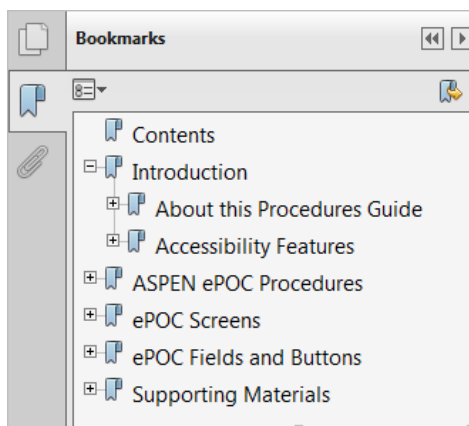 Bookmarks
Contents
Introduction
About this Procedures Guide
Accessibility Features
ASPEN ePOC Procedures
ePOC Screens
ePOC Fields and Buttons
Supporting Materials